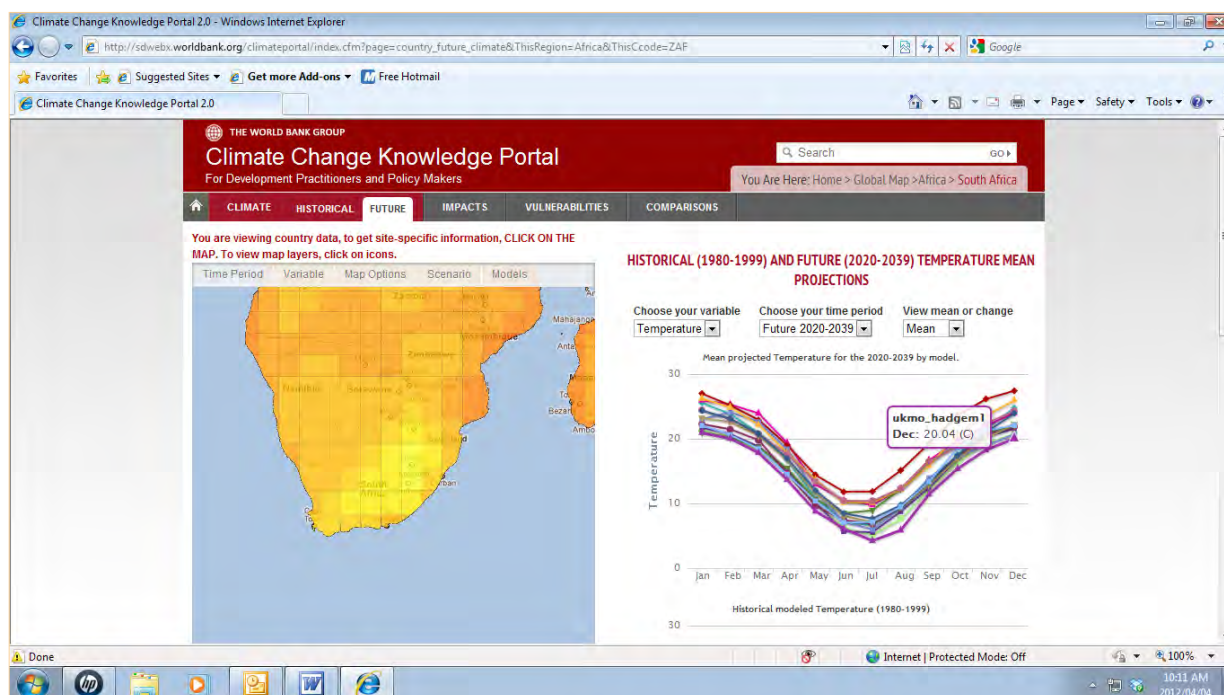 Climate Change Knowledge Portal 2.0 - Windows Internet Explorer
http://sdwebx.worldbank.org/climateportal/index.cfm?page=country_future_climate&ThisRegion=Africa&ThisCcode=ZAF
Google
Favorites Suggested Sites Get more Add-ons Free Hotmail
Climate Change Knowledge Portal 2.0
Page Safety Tools
THE WORLD BANK GROUP
Climate Change Knowledge Portal
For Development Practitioners and Policy Makers
Search GO
You Are Here: Home > Global Map >Africa > South Africa
CLIMATE HISTORICAL FUTURE IMPACTS VULNERABILITIES COMPARISONS
You are viewing country data, to get site-specific information, CLICK ON THE
MAP. To view map layers, click on icons.
Time Period Variable Map Options Scenario Models
Zambia
Mahajanga
Zimbabwe
Namibia Botswana
South
HISTORICAL (1980-1999) AND FUTURE (2020-2039) TEMPERATURE MEAN
PROJECTIONS
Choose your variable Choose your time period View mean or change
Temperature Future 2020-2039 Mean
Mean projected Temperature for the 2020-2039 by model.
30
20
10
0
Temperature
ukmo_hadgem1
Dec: 20.04 (C)
Jan Feb Mar Apr May Jun Jul Aug Sep Oct Nov Dec
Historical modeled Temperature (1980-1999)
30
Done
Internet | Protected Mode: Off
100%
10:11 AM
2012/04/04